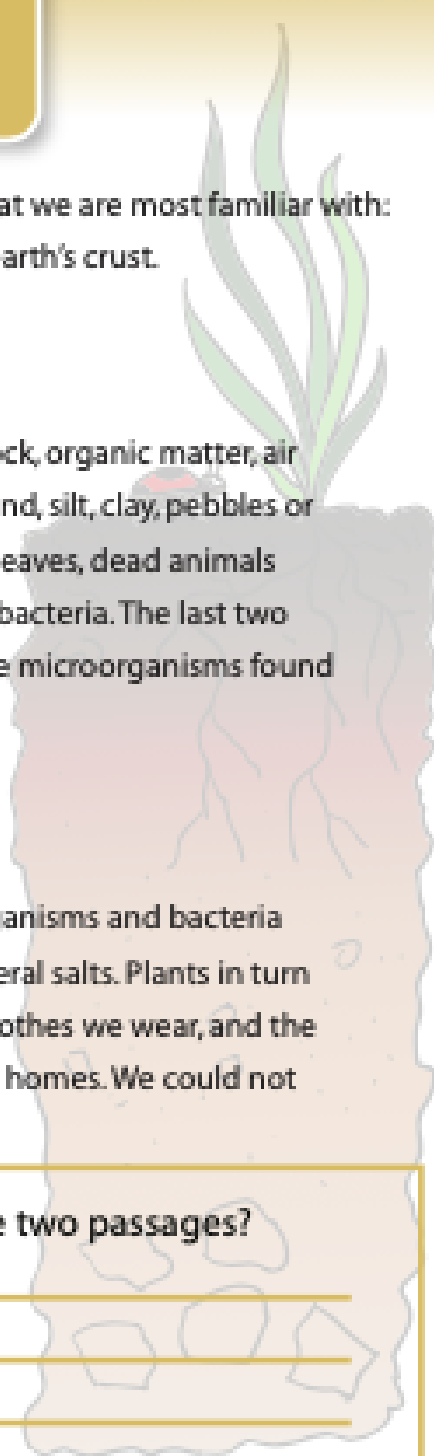 at we are most familiar with:
arth's crust.
ck, organic matter, air
nd, silt, clay, pebbles or
eaves, dead animals
bacteria. The last two
e microorganisms found
anisms and bacteria
eral salts. Plants in turn
othes we wear, and the
homes. We could not
e two passages?